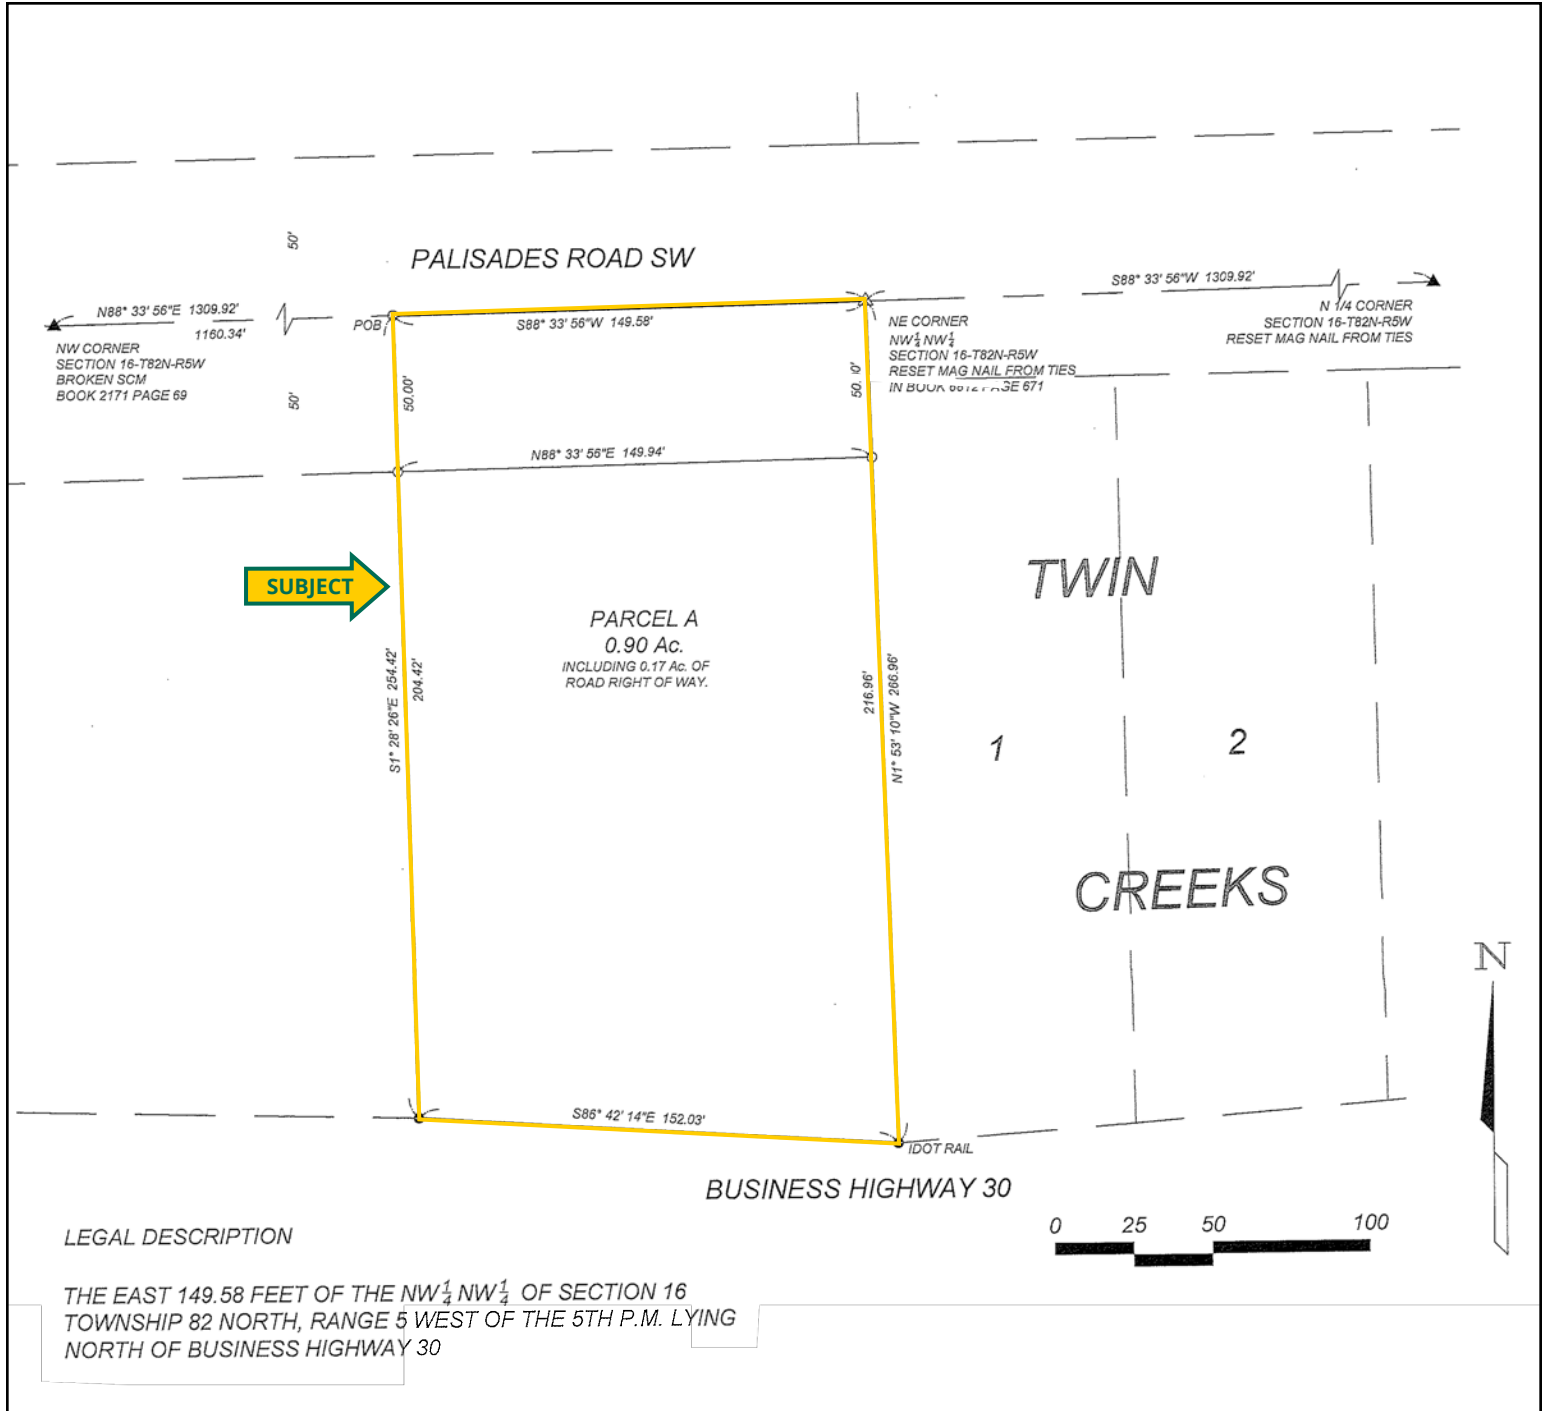 50'
PALISADES ROAD SW
N88° 33' 56"E 1309.92'
1160.34'
S88° 33' 56"W 1309.92'
POB
S88° 33' 56"W 149.58'
NW CORNER
SECTION 16-T82N-R5W
BROKEN SCM
BOOK 2171 PAGE 69
50'
50.00'
50.
NE CORNER
NW¼ NW¼
SECTION 16-T82N-R5W
RESET MAG NAIL FROM TIES
IN BOOK PAGE 671
N 1/4 CORNER
SECTION 16-T82N-R5W
RESET MAG NAIL FROM TIES
N88° 33' 56"E 149.94'
SUBJECT
TWIN
PARCEL A
0.90 Ac.
INCLUDING 0.17 Ac. OF
ROAD RIGHT OF WAY.
S1° 28' 26"E 254.42'
204.42'
216.96'
N1° 53' 10"W 266.96'
1
2
CREEKS
N
S86° 42' 14"E 152.03'
IDOT RAIL
BUSINESS HIGHWAY 30
0 25 50 100
LEGAL DESCRIPTION
THE EAST 149.58 FEET OF THE NW¼ NW¼ OF SECTION 16
TOWNSHIP 82 NORTH, RANGE 5 WEST OF THE 5TH P.M. LYING
NORTH OF BUSINESS HIGHWAY 30